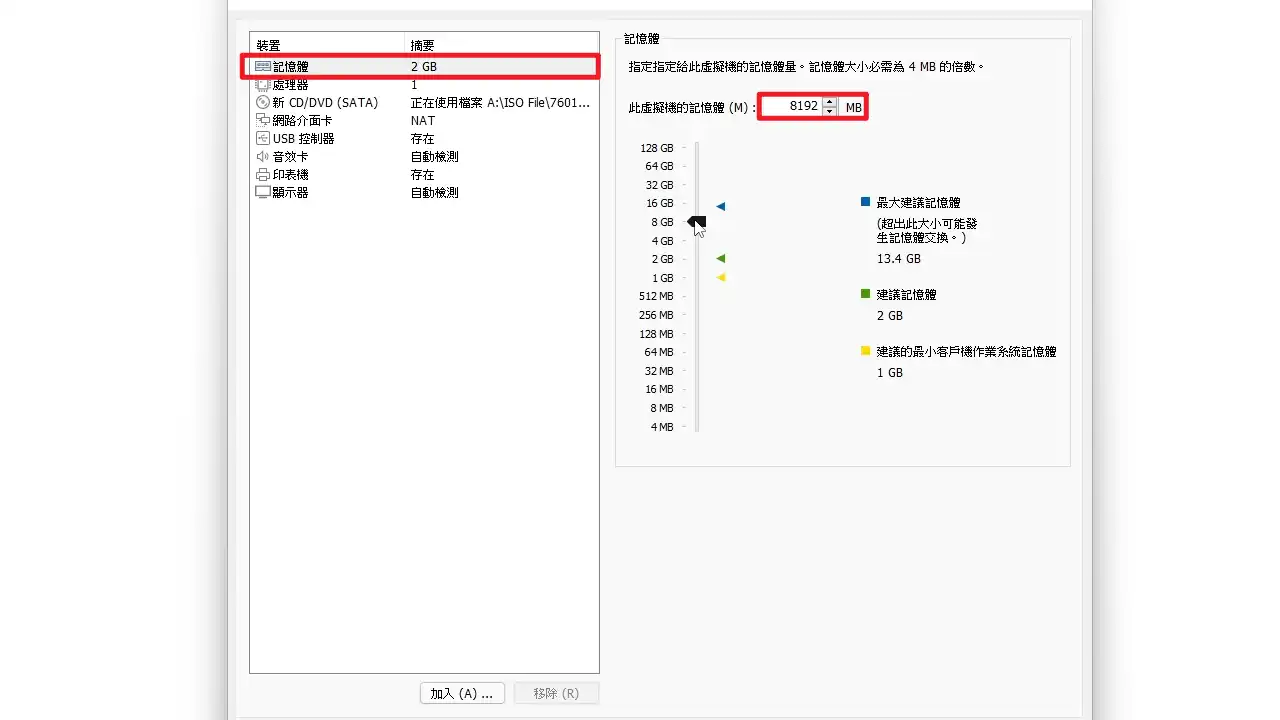 裝置 摘要
記憶體 2 GB
處理器 1
新 CD/DVD (SATA) 正在使用檔案 A:\ISO File\7601...
網路介面卡 NAT
USB 控制器 存在
音效卡 自動檢測
印表機 存在
顯示器 自動檢測
加入 (A) ... 移除 (R)
記憶體
指定指定給此虛擬機的記憶體量。記憶體大小必需為 4 MB 的倍數。
此虛擬機的記憶體 (M) : 8192 MB
128 GB
64 GB
32 GB
16 GB
8 GB
4 GB
2 GB
1 GB
512 MB
256 MB
128 MB
64 MB
32 MB
16 MB
8 MB
4 MB
最大建議記憶體
(超出此大小可能發
生記憶體交換。)
13.4 GB
建議記憶體
2 GB
建議的最小客戶機作業系統記憶體
1 GB